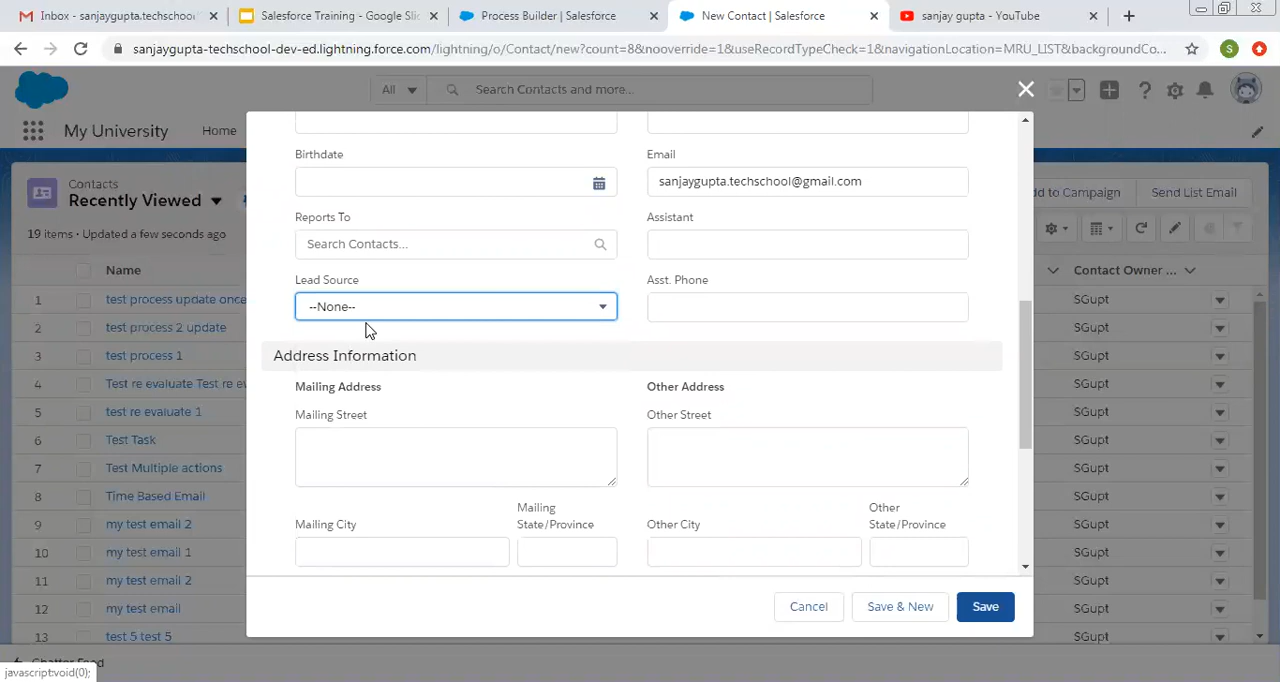 Inbox - sanjaygupta.techschool
Salesforce Training - Google Sli
Process Builder | Salesforce
New Contact | Salesforce
sanjay gupta - YouTube
sanjaygupta-techschool-dev-ed.lightning.force.com/lightning/o/Contact/new?count=8&nooverride=1&useRecordTypeCheck=1&navigationLocation=MRU_LIST&backgroundCo...
S
All
Search Contacts and more...
My University
Home
Contacts
Recently Viewed
19 items • Updated a few seconds ago
dd to Campaign
Send List Email
Name
Contact Owner ...
1 test process update once SGupt
2 test process 2 update SGupt
3 test process 1 SGupt
4 Test re evaluate Test re ev SGupt
5 test re evaluate 1 SGupt
6 Test Task SGupt
7 Test Multiple actions SGupt
8 Time Based Email SGupt
9 my test email 2 SGupt
10 my test email 1 SGupt
11 my test email 2 SGupt
12 my test email SGupt
13 test 5 test 5 SGupt
Birthdate
Email
sanjaygupta.techschool@gmail.com
Reports To
Search Contacts...
Assistant
Lead Source
--None--
Asst. Phone
Address Information
Mailing Address
Other Address
Mailing Street
Other Street
Mailing City
Mailing
State/Province
Other City
Other
State/Province
Cancel
Save & New
Save
Chatter Feed
javascript:void(0);